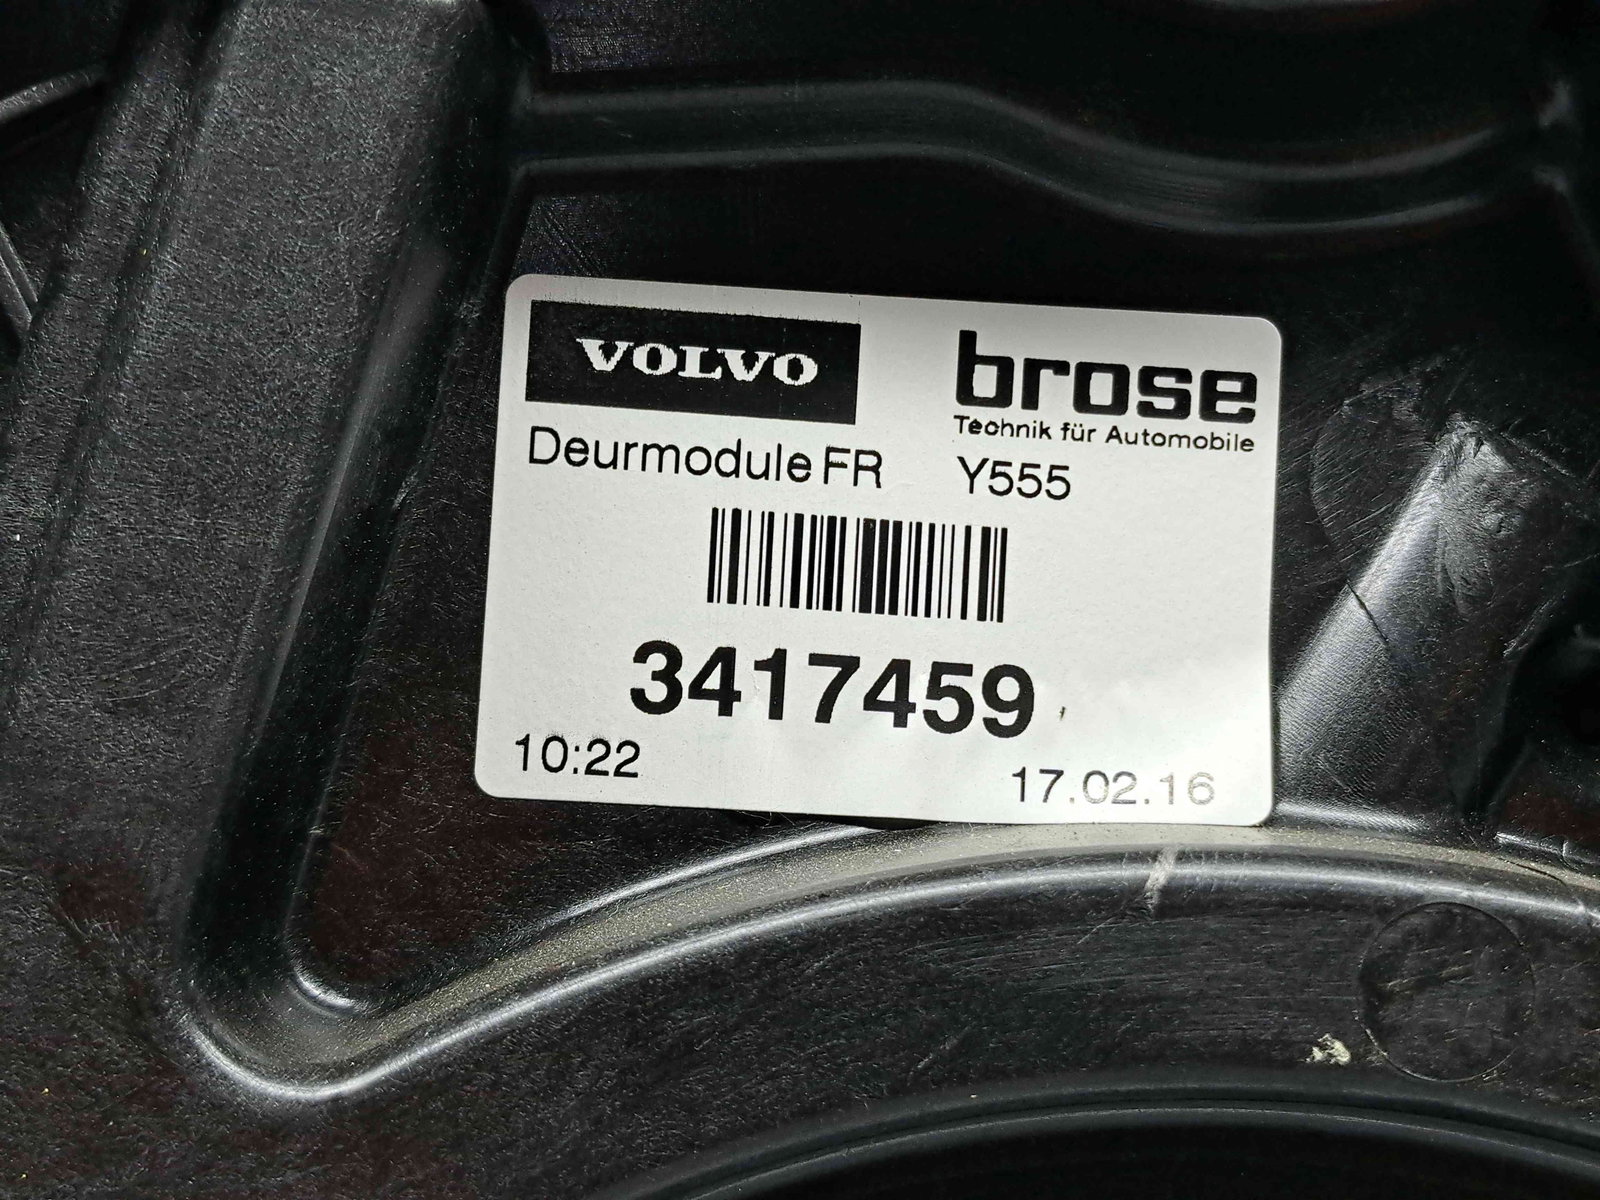 VOLVO
brose
Technik für Automobile
Deurmodule FR Y555
3417459
10:22
17.02.16